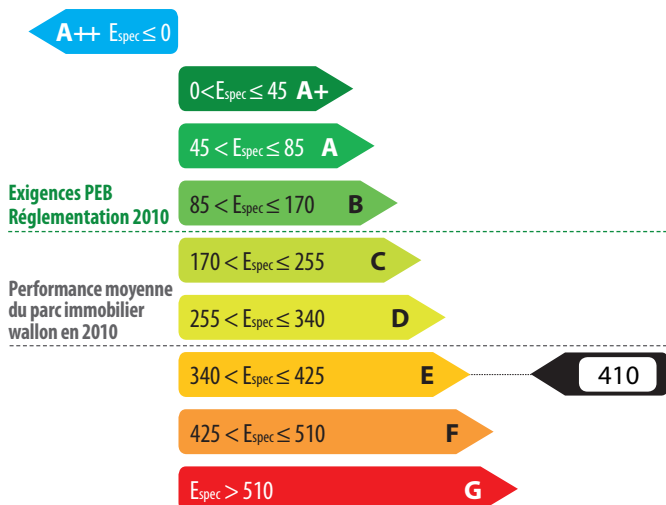 A++ Espec ≤ 0
0<Espec ≤ 45 A+
45 < Espec ≤ 85 A
Exigences PEB
Réglementation 2010
85 < Espec ≤ 170 B
170 < Espec ≤ 255 C
Performance moyenne
du parc immobilier
wallon en 2010
255 < Espec ≤ 340 D
340 < Espec ≤ 425 E 410
425 < Espec ≤ 510 F
Espec > 510 G